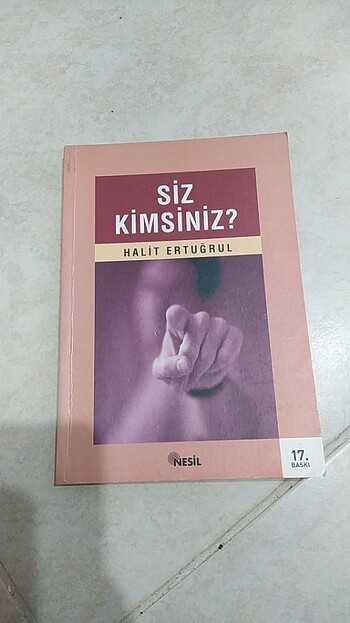 SİZ
KİMSİNİZ?
HALİT ERTUĞRUL
NESİL
17.
BASKI